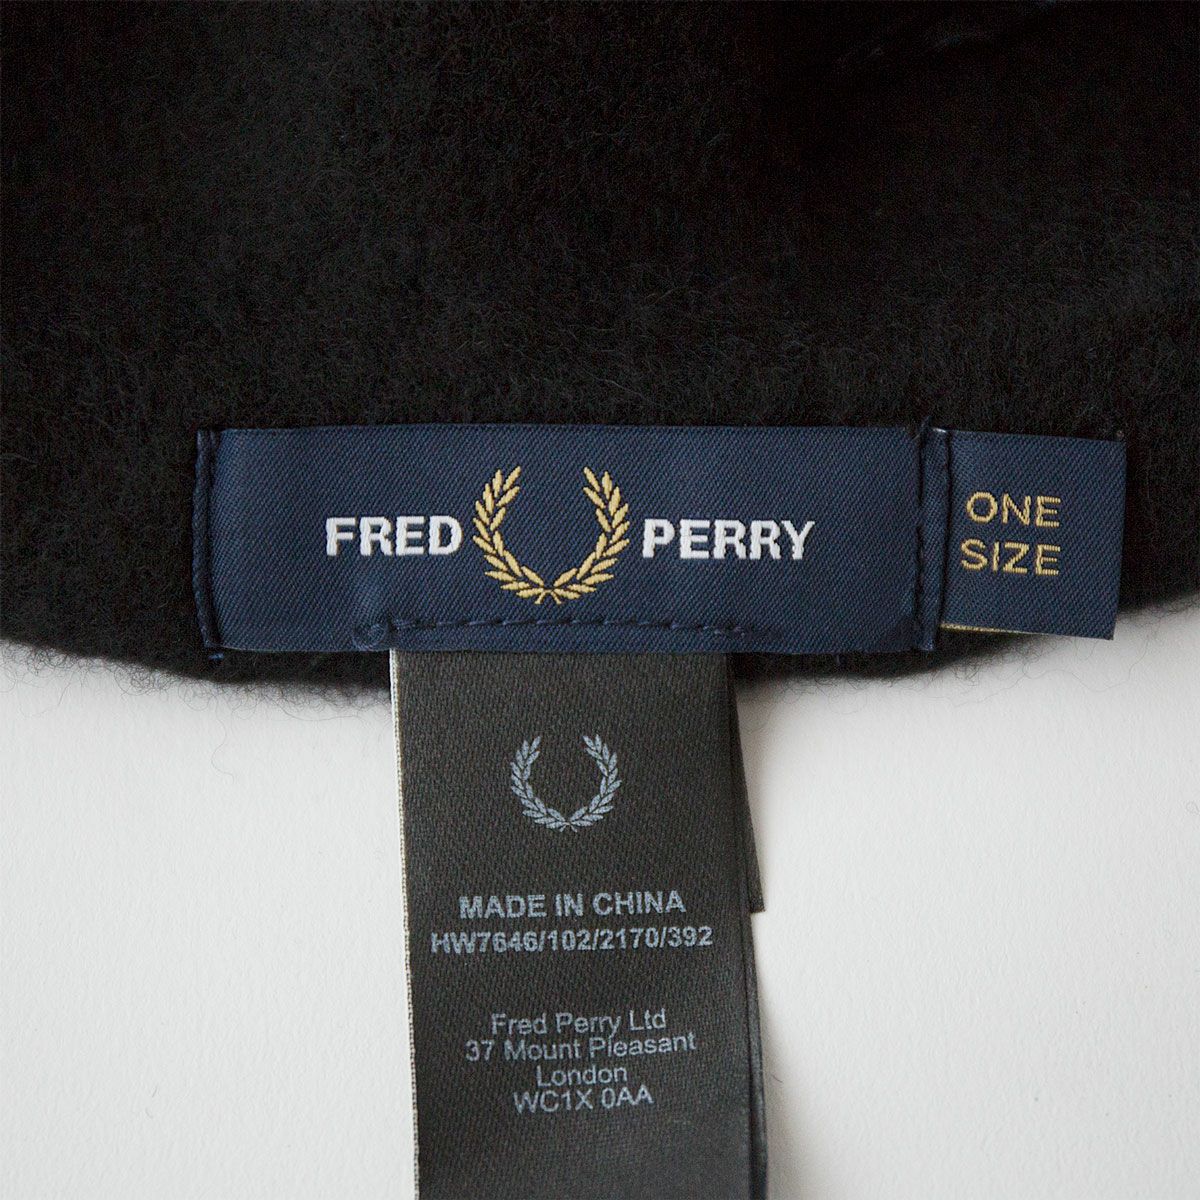 FRED PERRY
ONE
SIZE
MADE IN CHINA
HW7646/102/2170/392
Fred Perry Ltd
37 Mount Pleasant
London
WC1X 0AA